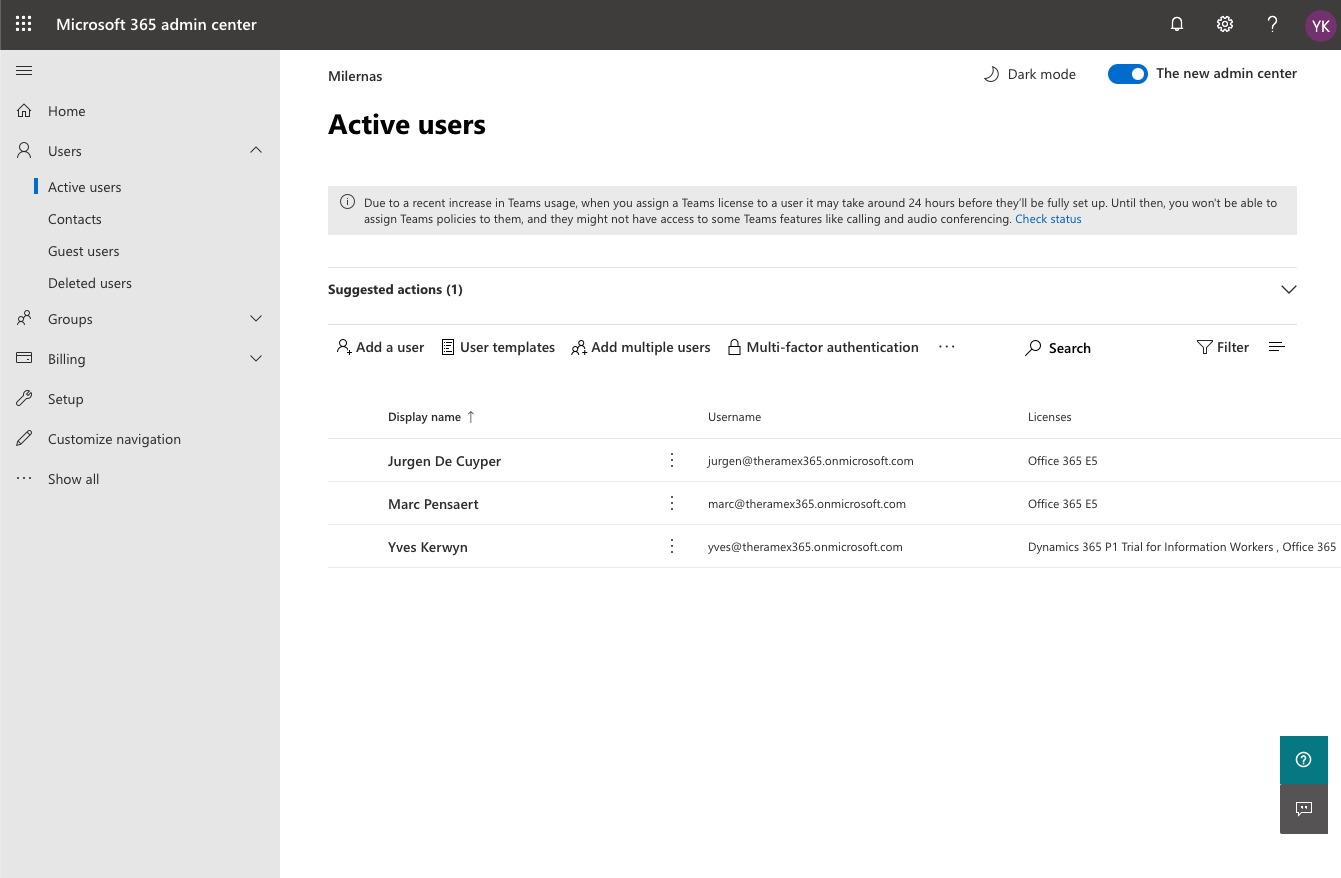 Microsoft 365 admin center
YK
Home
Users
Active users
Contacts
Guest users
Deleted users
Groups
Billing
Setup
Customize navigation
Show all
Milernas
Dark mode
The new admin center
Active users
Due to a recent increase in Teams usage, when you assign a Teams license to a user it may take around 24 hours before they'll be fully set up. Until then, you won't be able to
assign Teams policies to them, and they might not have access to some Teams features like calling and audio conferencing. Check status
Suggested actions (1)
Add a user User templates Add multiple users Multi-factor authentication Search Filter
Display name ↑ Username Licenses
Jurgen De Cuyper jurgen@theramex365.onmicrosoft.com Office 365 E5
Marc Pensaert marc@theramex365.onmicrosoft.com Office 365 E5
Yves Kerwyn yves@theramex365.onmicrosoft.com Dynamics 365 P1 Trial for Information Workers , Office 365